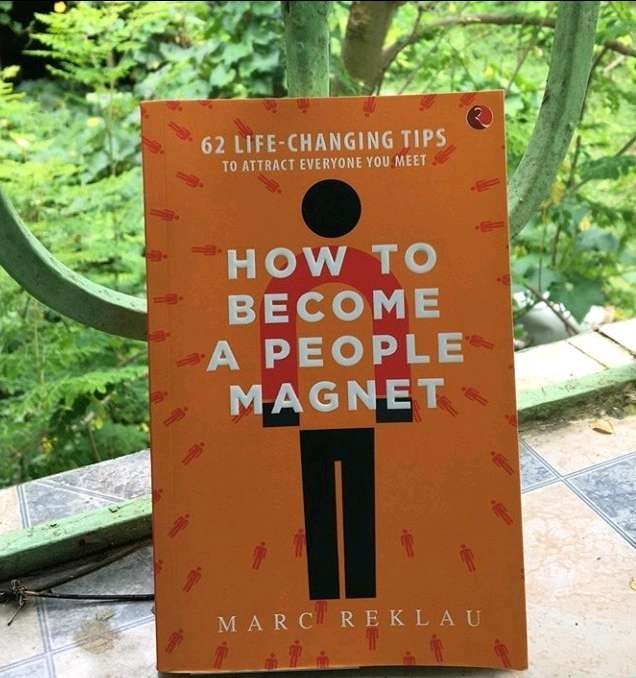 62 LIFE-CHANGING TIPS
TO ATTRACT EVERYONE YOU MEET
HOW TO
BECOME
A PEOPLE
MAGNET
MARC REKLAU